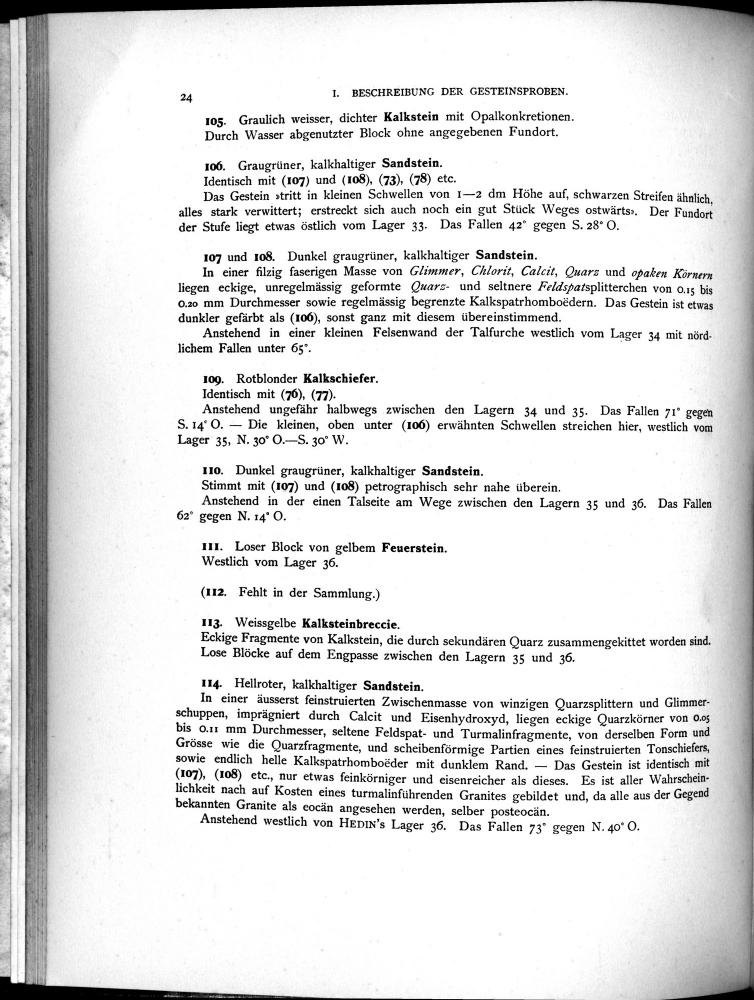 24
I. BESCHREIBUNG DER GESTEINSPROBEN.
105. Graulich weisser, dichter Kalkstein mit Opalkonkretionen.
Durch Wasser abgenutzter Block ohne angegebenen Fundort.
106. Graugrüner, kalkhaltiger Sandstein.
Identisch mit (107) und (108), (73), (78) etc.
Das Gestein »tritt in kleinen Schwellen von 1—2 dm Höhe auf, schwarzen Streifen ähnlich,
alles stark verwittert; erstreckt sich auch noch ein gut Stück Weges ostwärts». Der Fundort
der Stufe liegt etwas östlich vom Lager 33. Das Fallen 42° gegen S. 28° O.
107 und 108. Dunkel graugrüner, kalkhaltiger Sandstein.
In einer filzig faserigen Masse von Glimmer, Chlorit, Calcit, Quarz und opaken Körnern
liegen eckige, unregelmässig geformte Quarz- und seltnere Feldspatsplitterchen von 0.15 bis
0.20 mm Durchmesser sowie regelmässig begrenzte Kalkspatrhomboëdern. Das Gestein ist etwas
dunkler gefärbt als (106), sonst ganz mit diesem übereinstimmend.
Anstehend in einer kleinen Felsenwand der Talfurche westlich vom Lager 34 mit nörd-
lichem Fallen unter 65°.
109. Rotblonder Kalkschiefer.
Identisch mit (76), (77).
Anstehend ungefähr halbwegs zwischen den Lagern 34 und 35. Das Fallen 71° gegen
S. 14° O. — Die kleinen, oben unter (106) erwähnten Schwellen streichen hier, westlich vom
Lager 35, N. 30° O.—S. 30° W.
110. Dunkel graugrüner, kalkhaltiger Sandstein.
Stimmt mit (107) und (108) petrographisch sehr nahe überein.
Anstehend in der einen Talseite am Wege zwischen den Lagern 35 und 36. Das Fallen
62° gegen N. 14° O.
111. Loser Block von gelbem Feuerstein.
Westlich vom Lager 36.
(112. Fehlt in der Sammlung.)
113. Weissgelbe Kalksteinbreccie.
Eckige Fragmente von Kalkstein, die durch sekundären Quarz zusammengekittet worden sind.
Lose Blöcke auf dem Engpasse zwischen den Lagern 35 und 36.
114. Hellroter, kalkhaltiger Sandstein.
In einer äusserst feinstruierten Zwischenmasse von winzigen Quarzsplittern und Glimmer-
schuppen, imprägniert durch Calcit und Eisenhydroxyd, liegen eckige Quarzkörner von 0.05
bis 0.11 mm Durchmesser, seltene Feldspat- und Turmalinfragmente, von derselben Form und
Grösse wie die Quarzfragmente, und scheibenförmige Partien eines feinstruierten Tonschiefers,
sowie endlich helle Kalkspatrhomboëder mit dunklem Rand. — Das Gestein ist identisch mit
(107), (108) etc., nur etwas feinkörniger und eisenreicher als dieses. Es ist aller Wahrschein-
lichkeit nach auf Kosten eines turmalinführenden Granites gebildet und, da alle aus der Gegend
bekannten Granite als eocän angesehen werden, selber posteocän.
Anstehend westlich von HEDIN's Lager 36. Das Fallen 73° gegen N. 40° O.